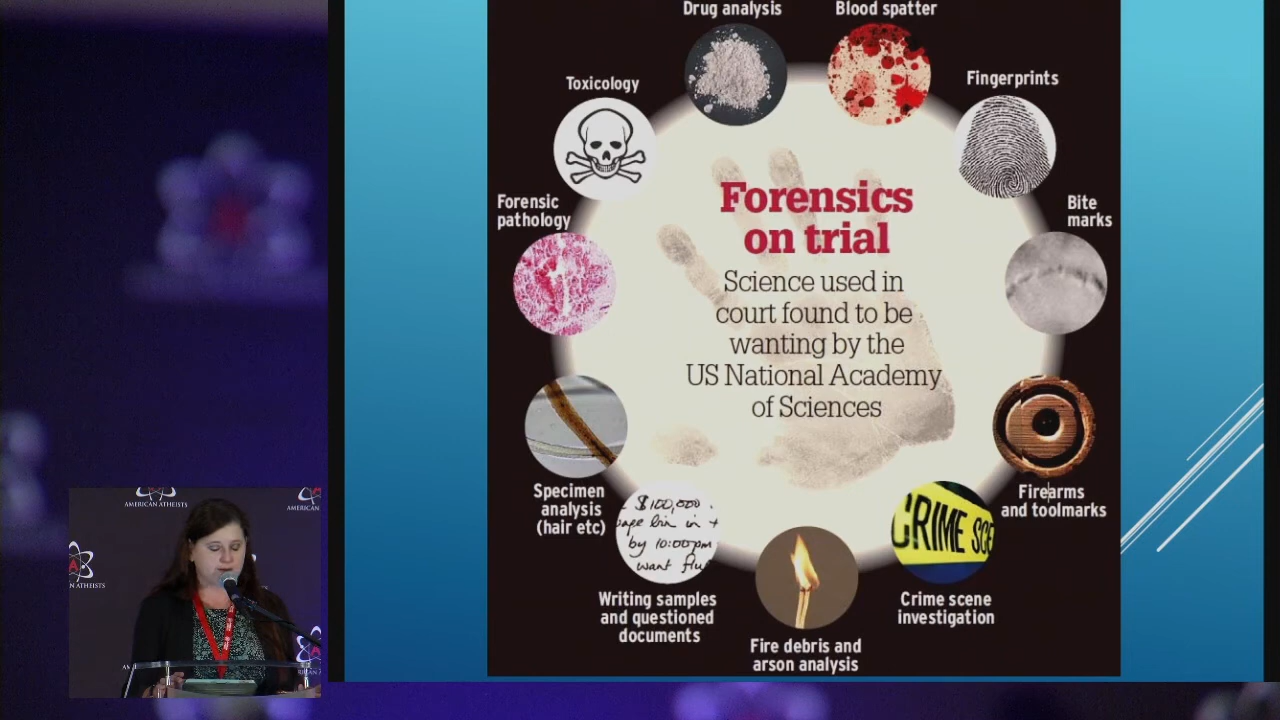 Drug analysis
Blood spatter
Toxicology
Fingerprints
Forensic
pathology
Bite
marks
Forensics
on trial
Science used in
court found to be
wanting by the
US National Academy
of Sciences
Specimen
analysis
(hair etc)
Firearms
and toolmarks
$100,000
by 10:00pm
want
CRIME
Writing samples
and questioned
documents
Crime scene
investigation
Fire debris and
arson analysis
AMERICAN ATHEISTS
AMERICAN